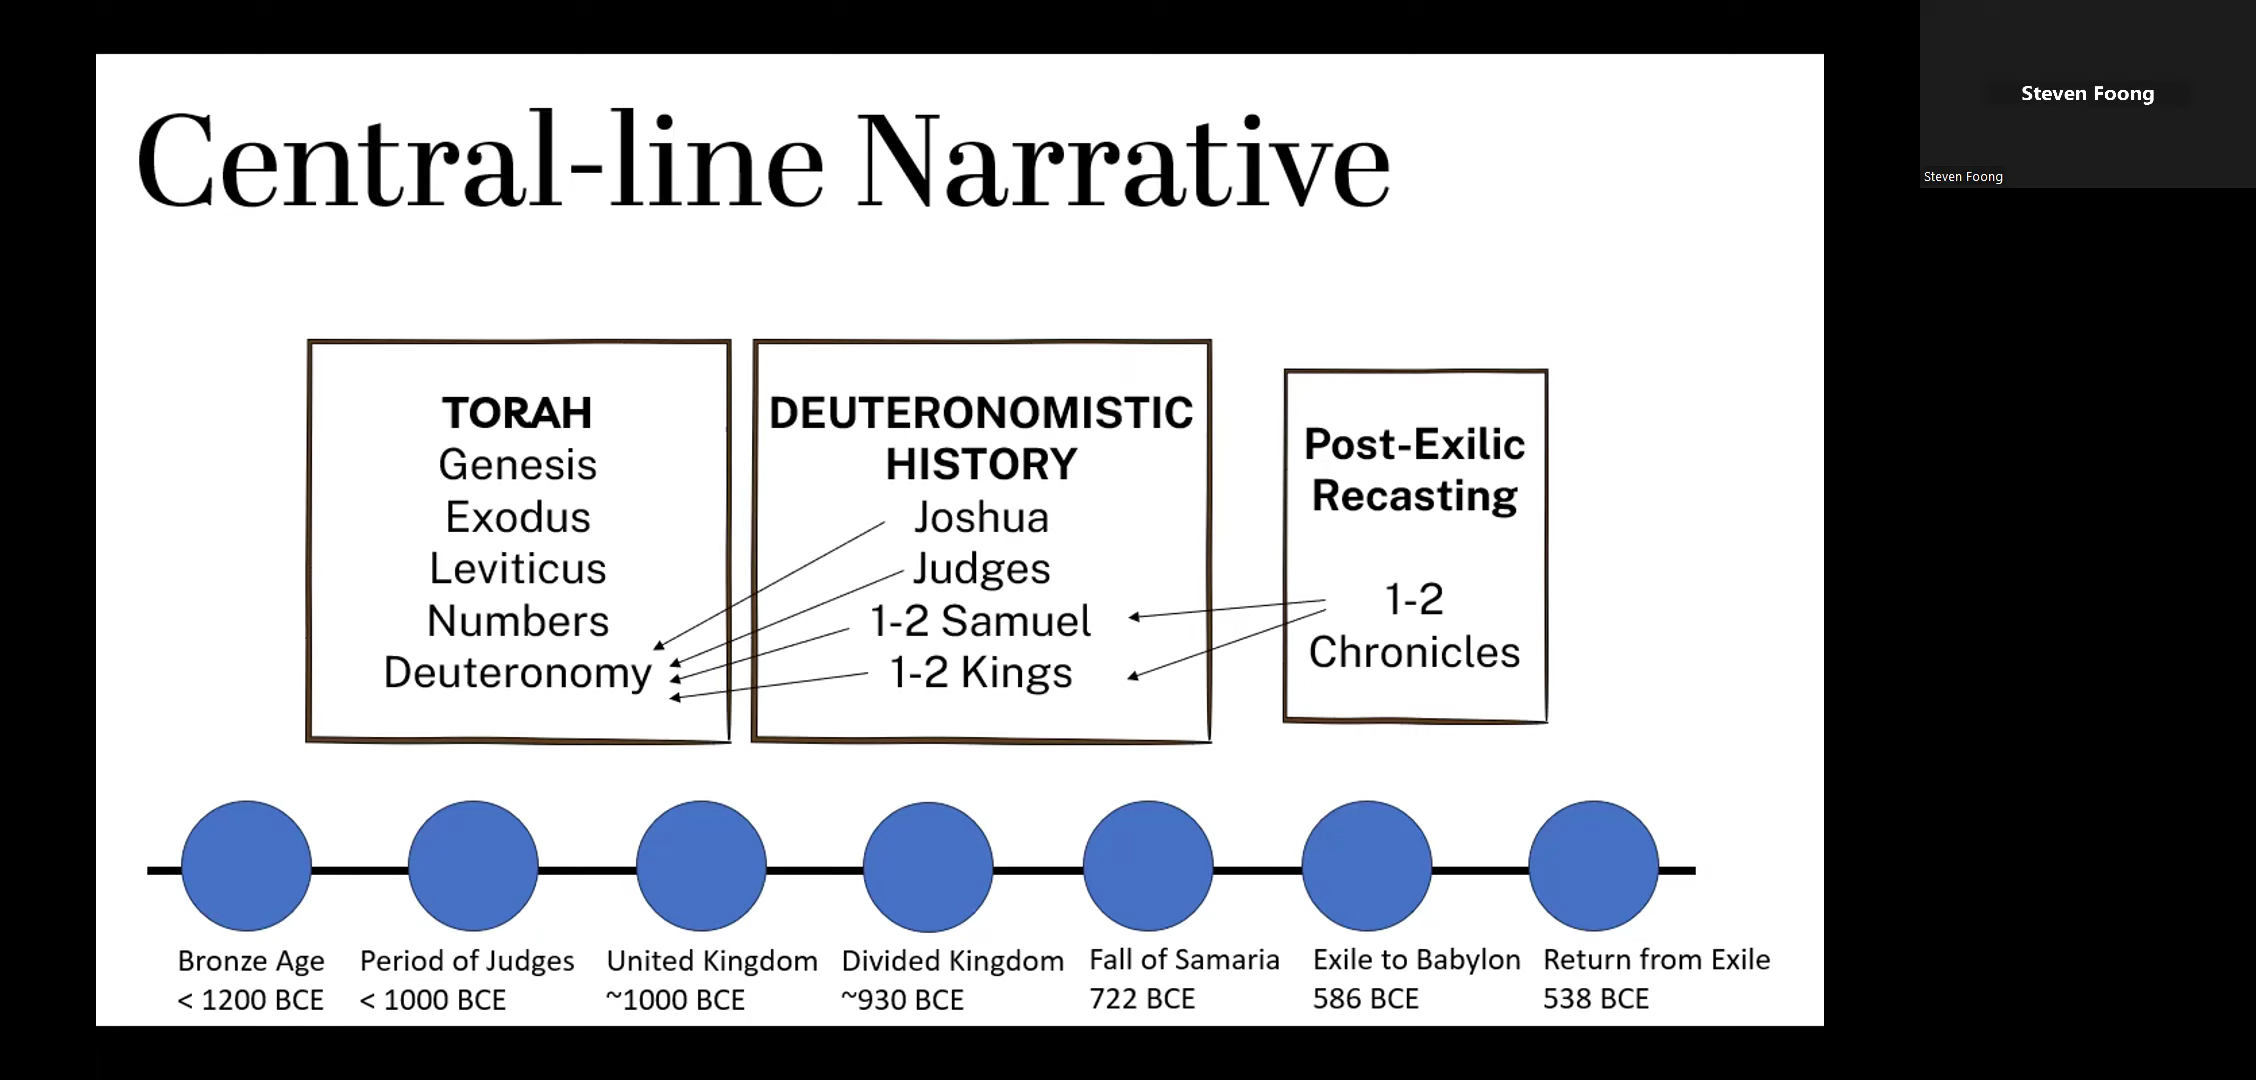 Central-line Narrative
TORAH
Genesis
Exodus
Leviticus
Numbers
Deuteronomy
DEUTERONOMISTIC
HISTORY
Joshua
Judges
1-2 Samuel
1-2 Kings
Post-Exilic
Recasting
1-2
Chronicles
Bronze Age
< 1200 BCE
Period of Judges
< 1000 BCE
United Kingdom
~1000 BCE
Divided Kingdom
~930 BCE
Fall of Samaria
722 BCE
Exile to Babylon
586 BCE
Return from Exile
538 BCE
Steven Foong
Steven Foong